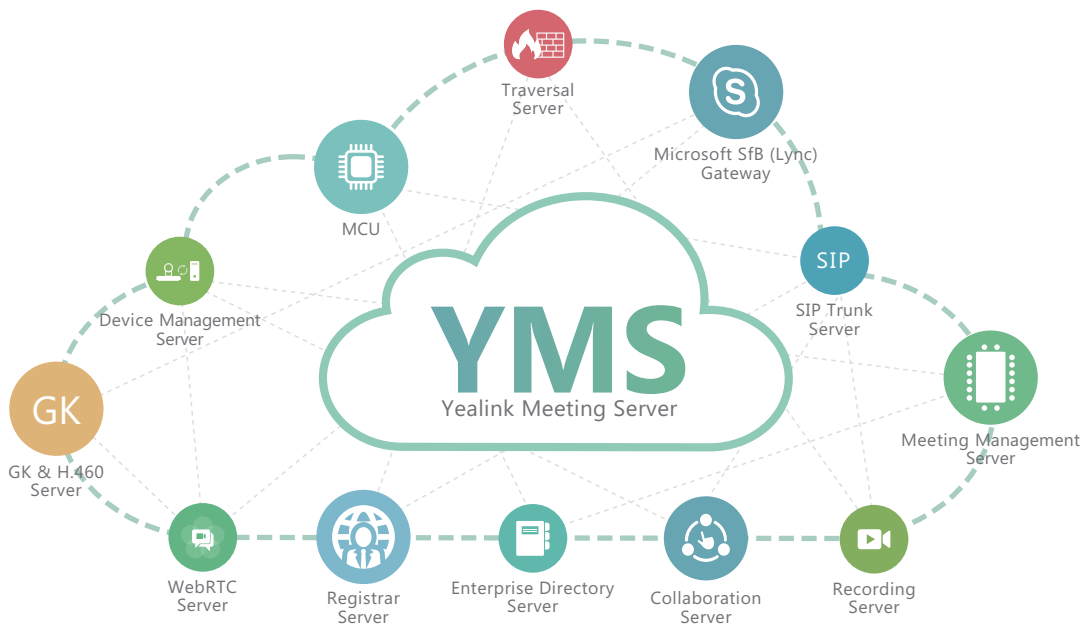 Traversal
Server
S
Microsoft SfB (Lync)
Gateway
MCU
SIP
SIP Trunk
Server
Device Management
Server
YMS
Yealink Meeting Server
GK
GK & H.460
Server
Meeting Management
Server
WebRTC
Server
Registrar
Server
Enterprise Directory
Server
Collaboration
Server
Recording
Server